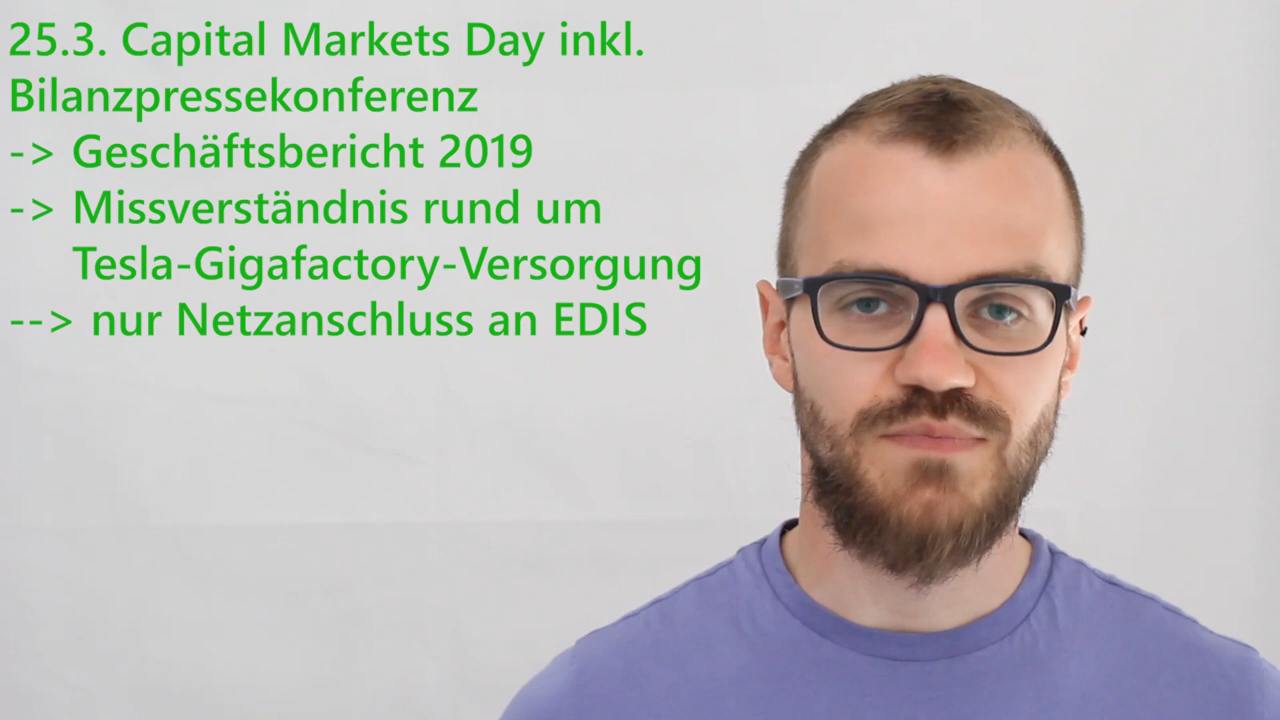 25.3. Capital Markets Day inkl.
Bilanzpressekonferenz
-> Geschäftsbericht 2019
-> Missverständnis rund um
Tesla-Gigafactory-Versorgung
--> nur Netzanschluss an EDIS